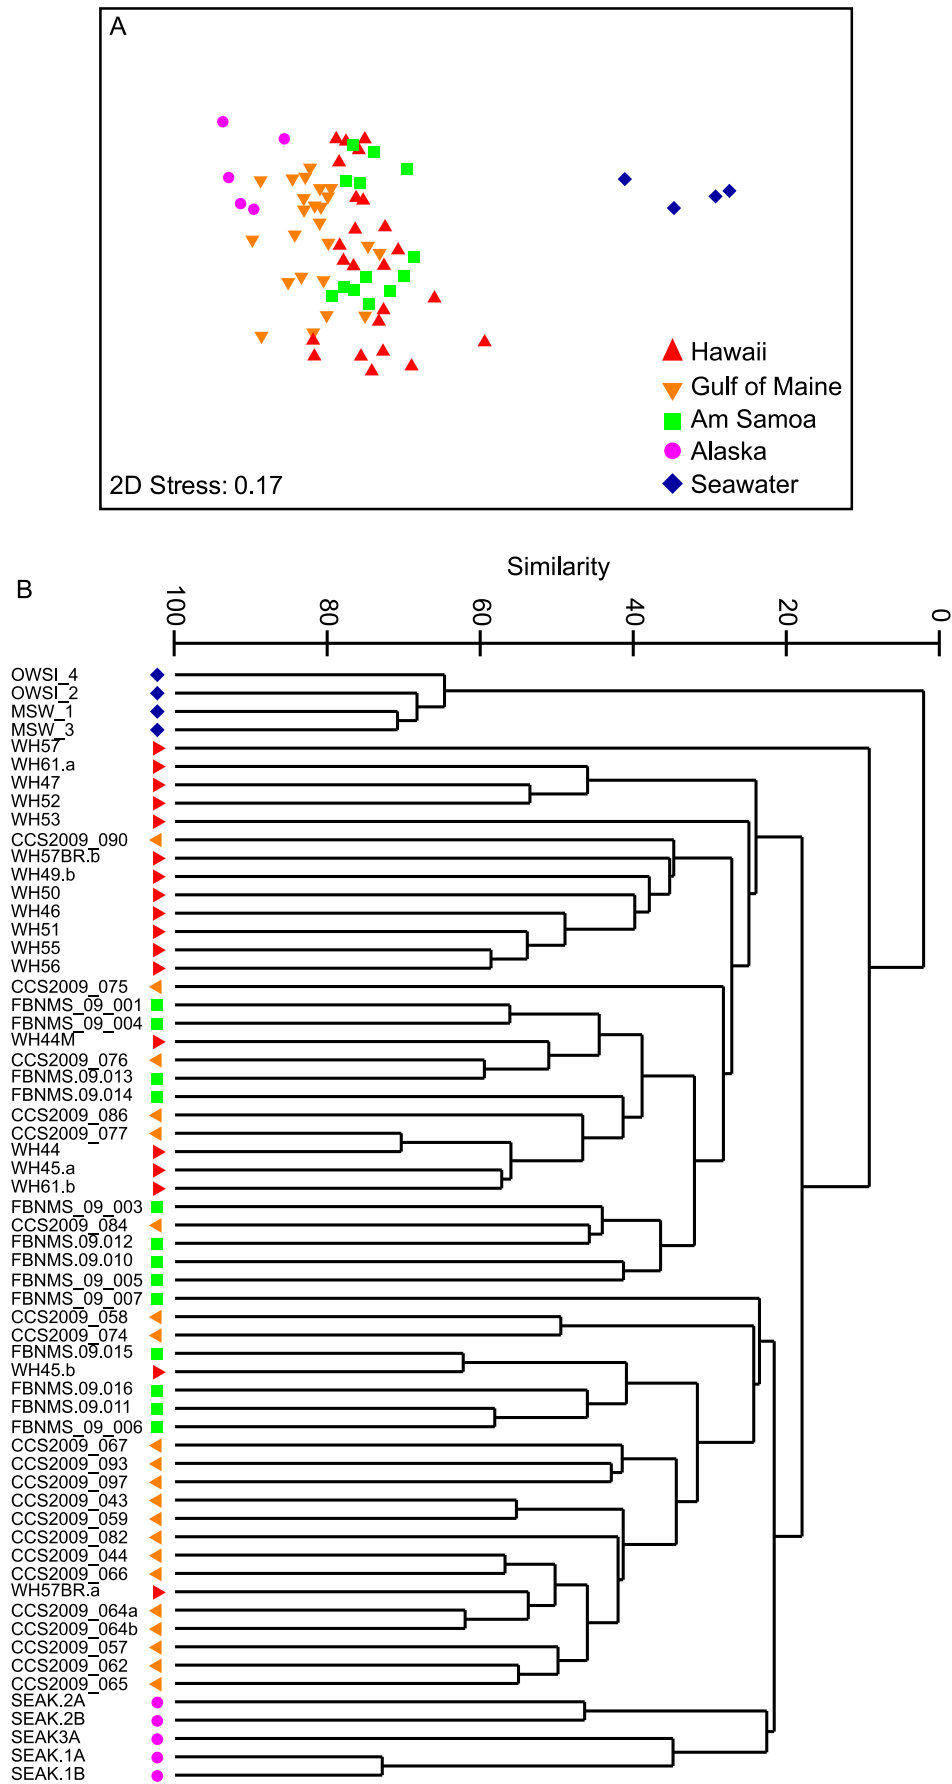 A
Hawaii
Gulf of Maine
Am Samoa
Alaska
Seawater
2D Stress: 0.17
B
Similarity
100 80 60 40 20 0
OWSI_4
OWSI_2
MSW_1
MSW_3
WH57
WH61.a
WH47
WH52
WH53
CCS2009_090
WH57BR.b
WH49.b
WH50
WH46
WH51
WH55
WH56
CCS2009_075
FBNMS_09_001
FBNMS_09_004
WH44M
CCS2009_076
FBNMS.09.013
FBNMS.09.014
CCS2009_086
CCS2009_077
WH44
WH45.a
WH61.b
FBNMS_09_003
CCS2009_084
FBNMS.09.012
FBNMS.09.010
FBNMS_09_005
FBNMS_09_007
CCS2009_058
CCS2009_074
FBNMS.09.015
WH45.b
FBNMS.09.016
FBNMS.09.011
FBNMS_09_006
CCS2009_067
CCS2009_093
CCS2009_097
CCS2009_043
CCS2009_059
CCS2009_082
CCS2009_044
CCS2009_066
WH57BR.a
CCS2009_064a
CCS2009_064b
CCS2009_057
CCS2009_062
CCS2009_065
SEAK.2A
SEAK.2B
SEAK3A
SEAK.1A
SEAK.1B